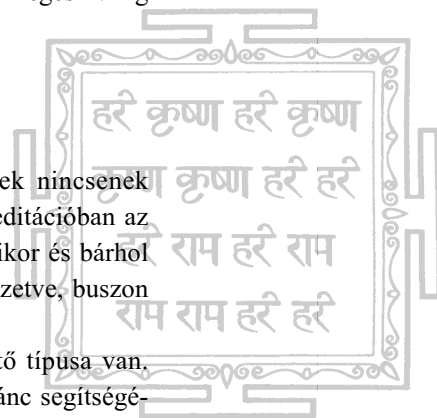 हरे कृष्ण हरे कृष्ण
ek nincsenek
कृष्ण कृष्ण हरे हरे
editációban az
ikor és bárhol
हरे राम हरे राम
zetve, buszon
राम राम हरे हरे
tő típusa van.
ánc segítségé-